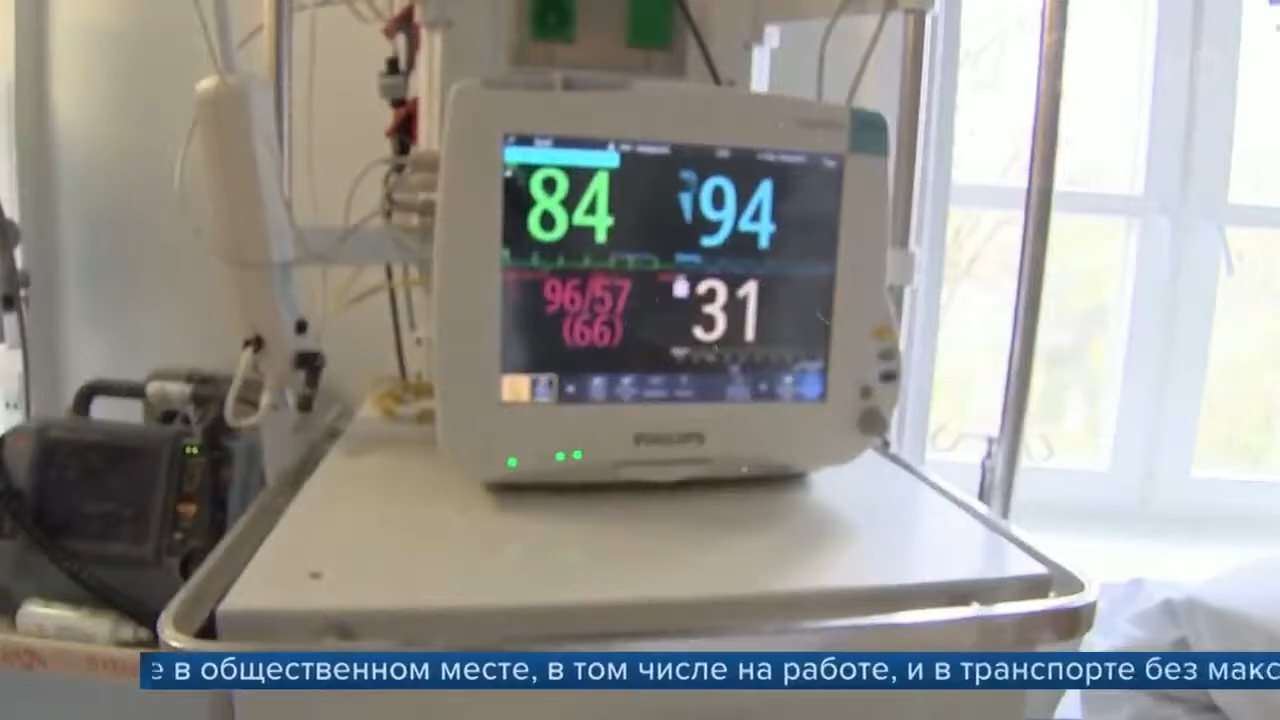 84
94
96/57
31
(66)
PHILIPS
е в общественном месте, в том числе на работе, и в транспорте без макс